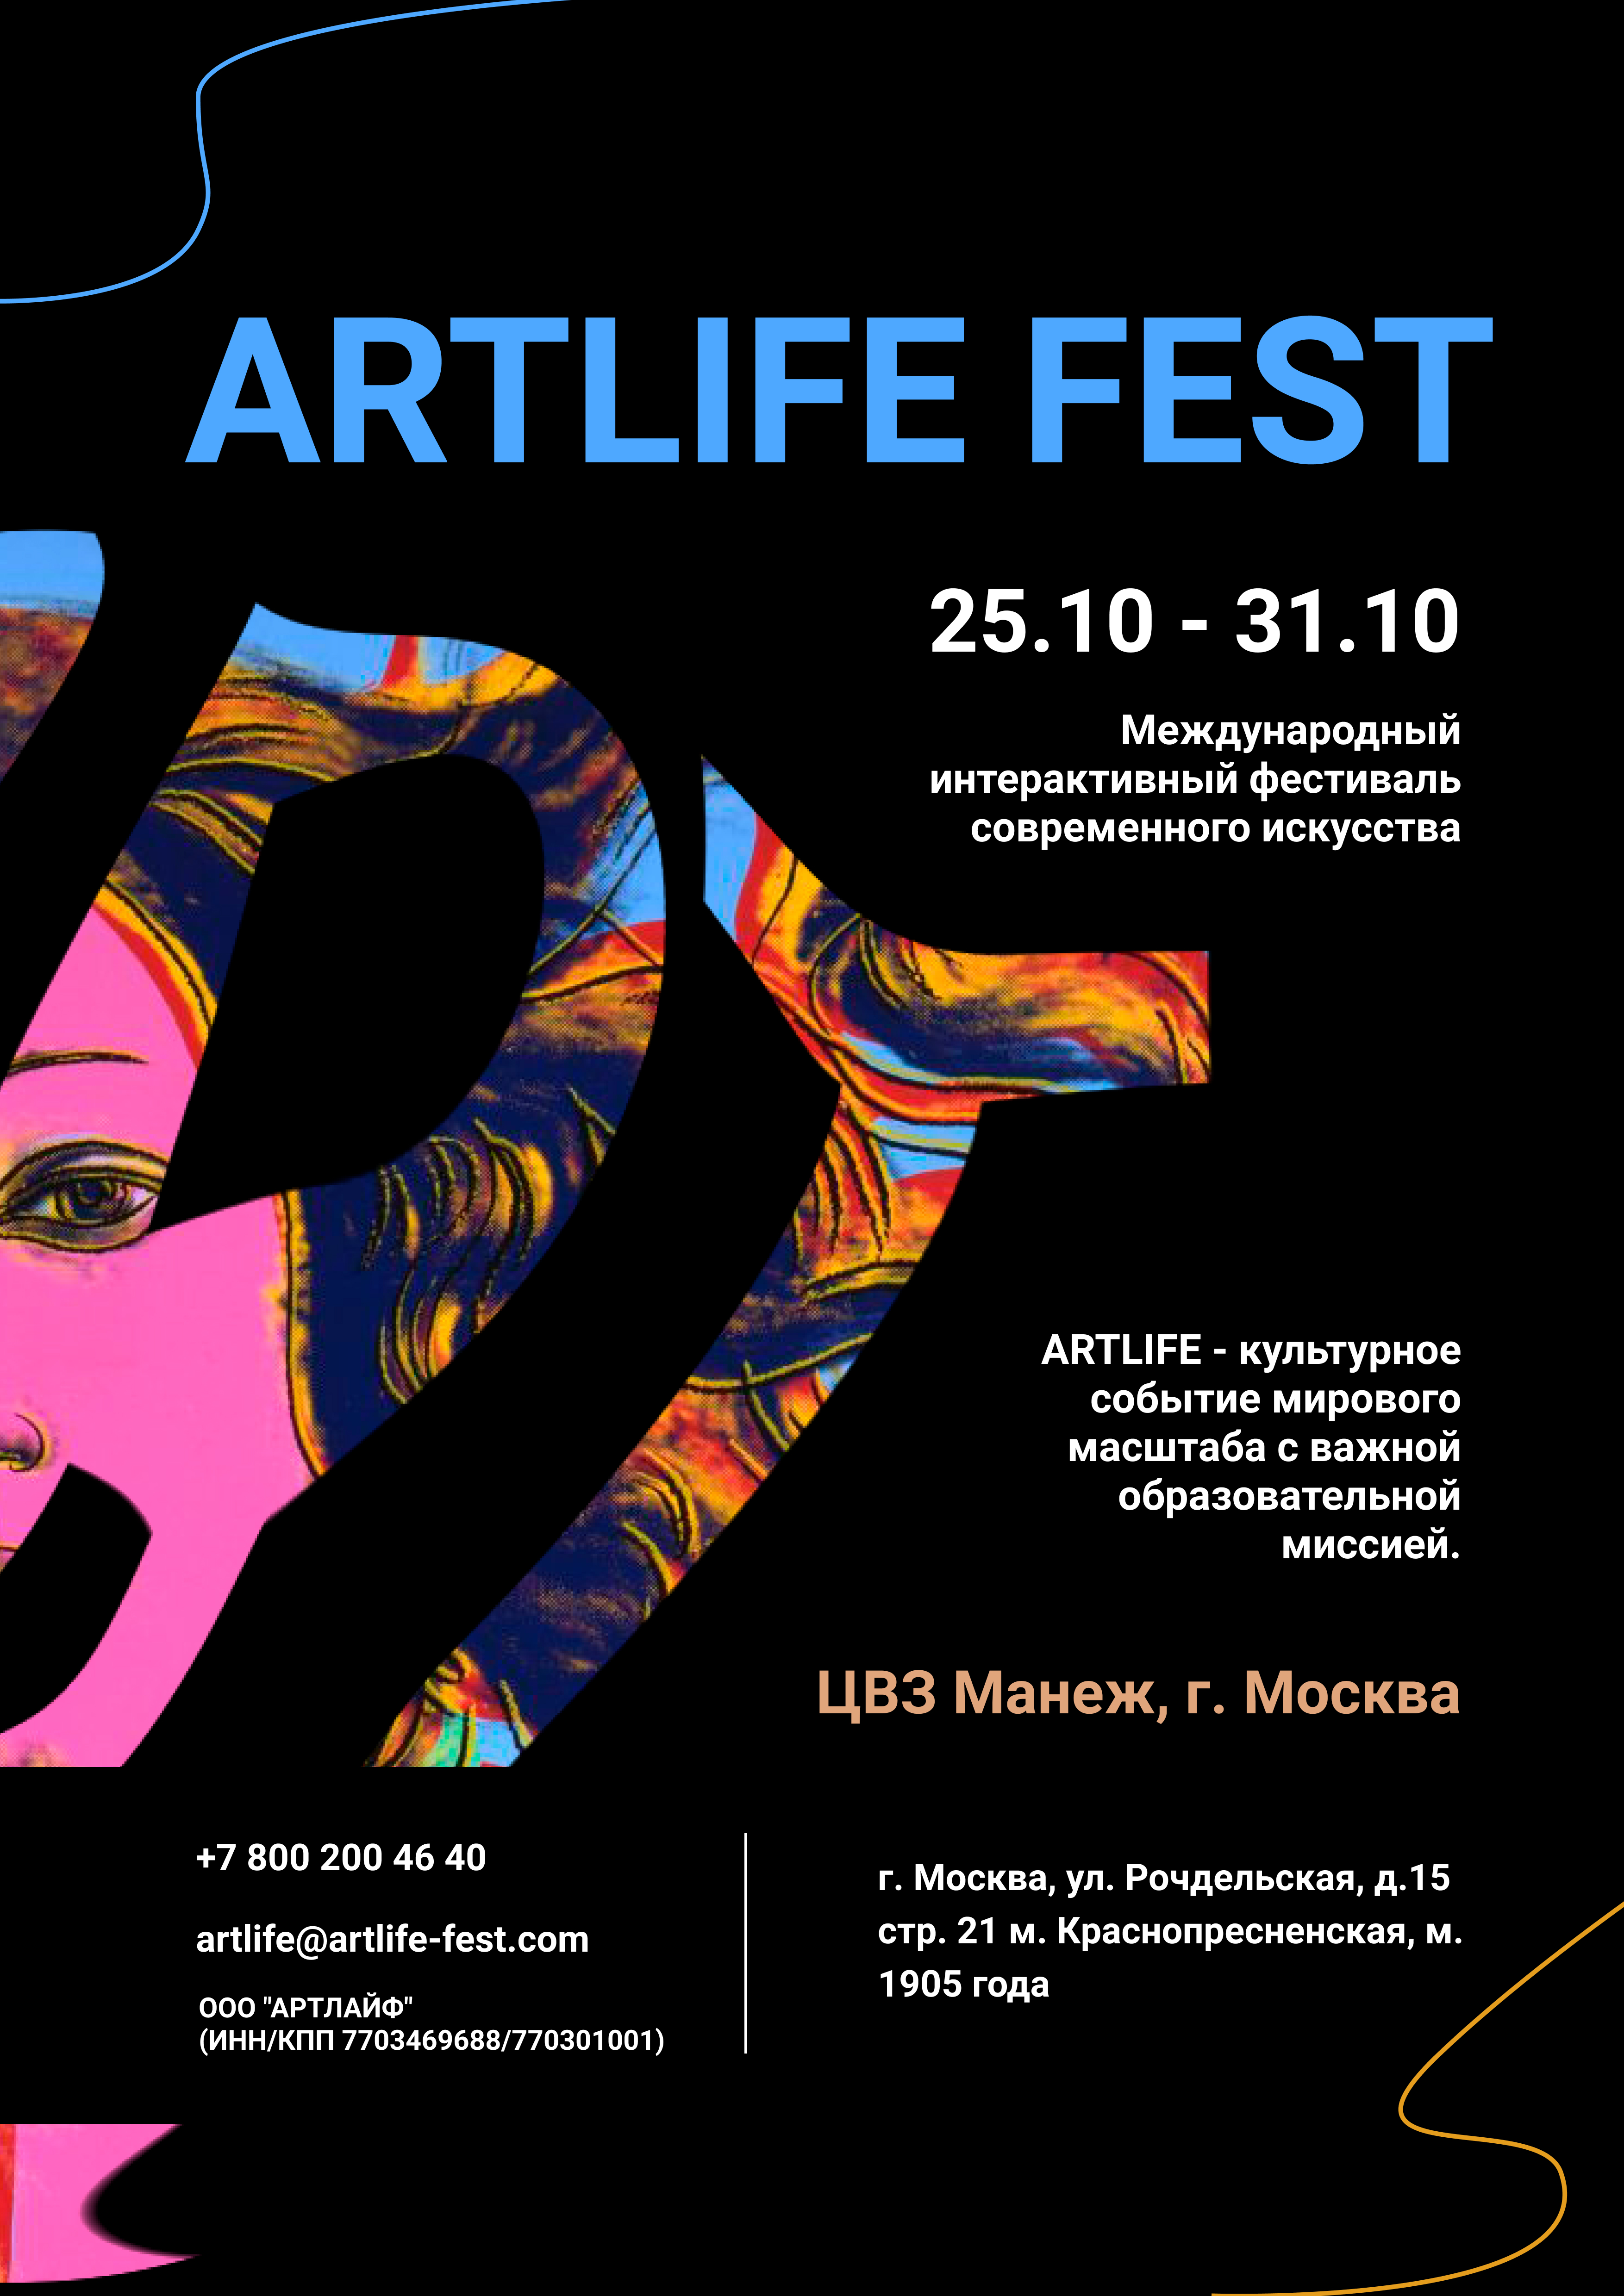 ARTLIFE FEST
25.10 - 31.10
Международный
интерактивный фестиваль
современного искусства
ARTLIFE - культурное
событие мирового
масштаба с важной
образовательной
миссией.
ЦВЗ Манеж, г. Москва
+7 800 200 46 40
artlife@artlife-fest.com
ООО "АРТЛАЙФ"
(ИНН/КПП 7703469688/770301001)
г. Москва, ул. Рочдельская, д.15
стр. 21 м. Краснопресненская, м.
1905 года